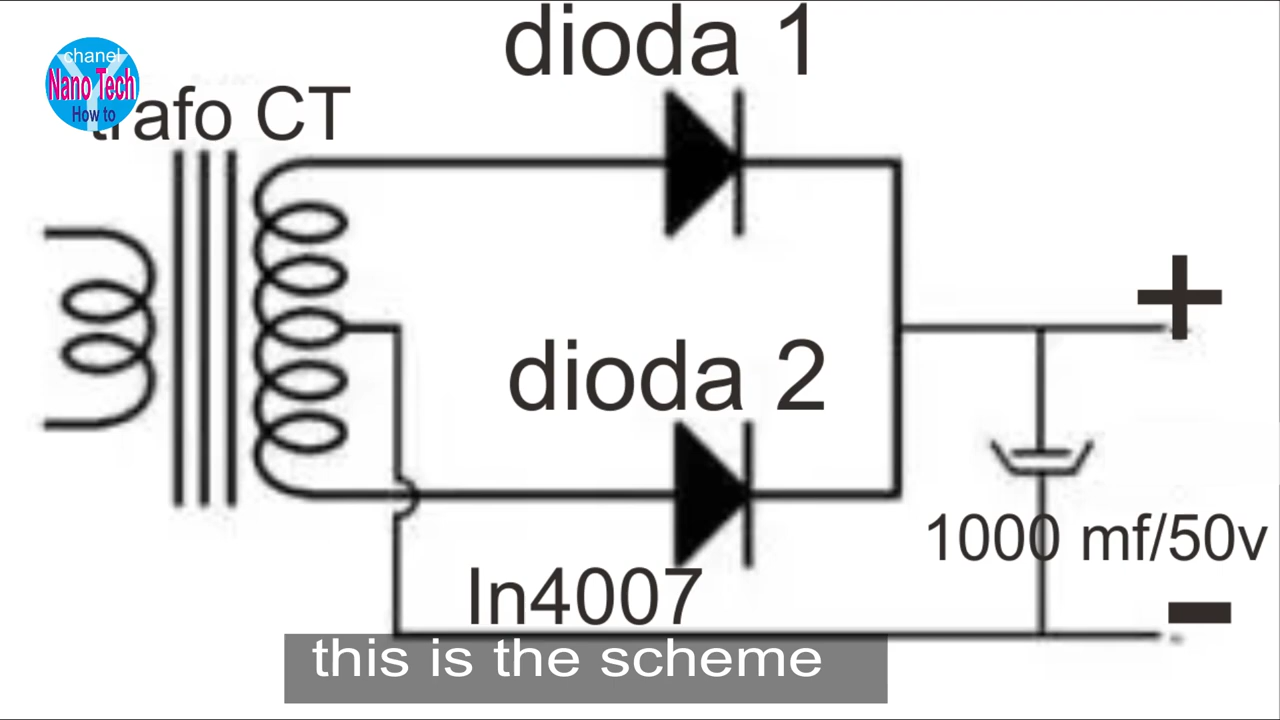 dioda 1
chanel
Nano Tech
How to
trafo CT
+
dioda 2
1000 mf/50v
In4007
-
this is the scheme